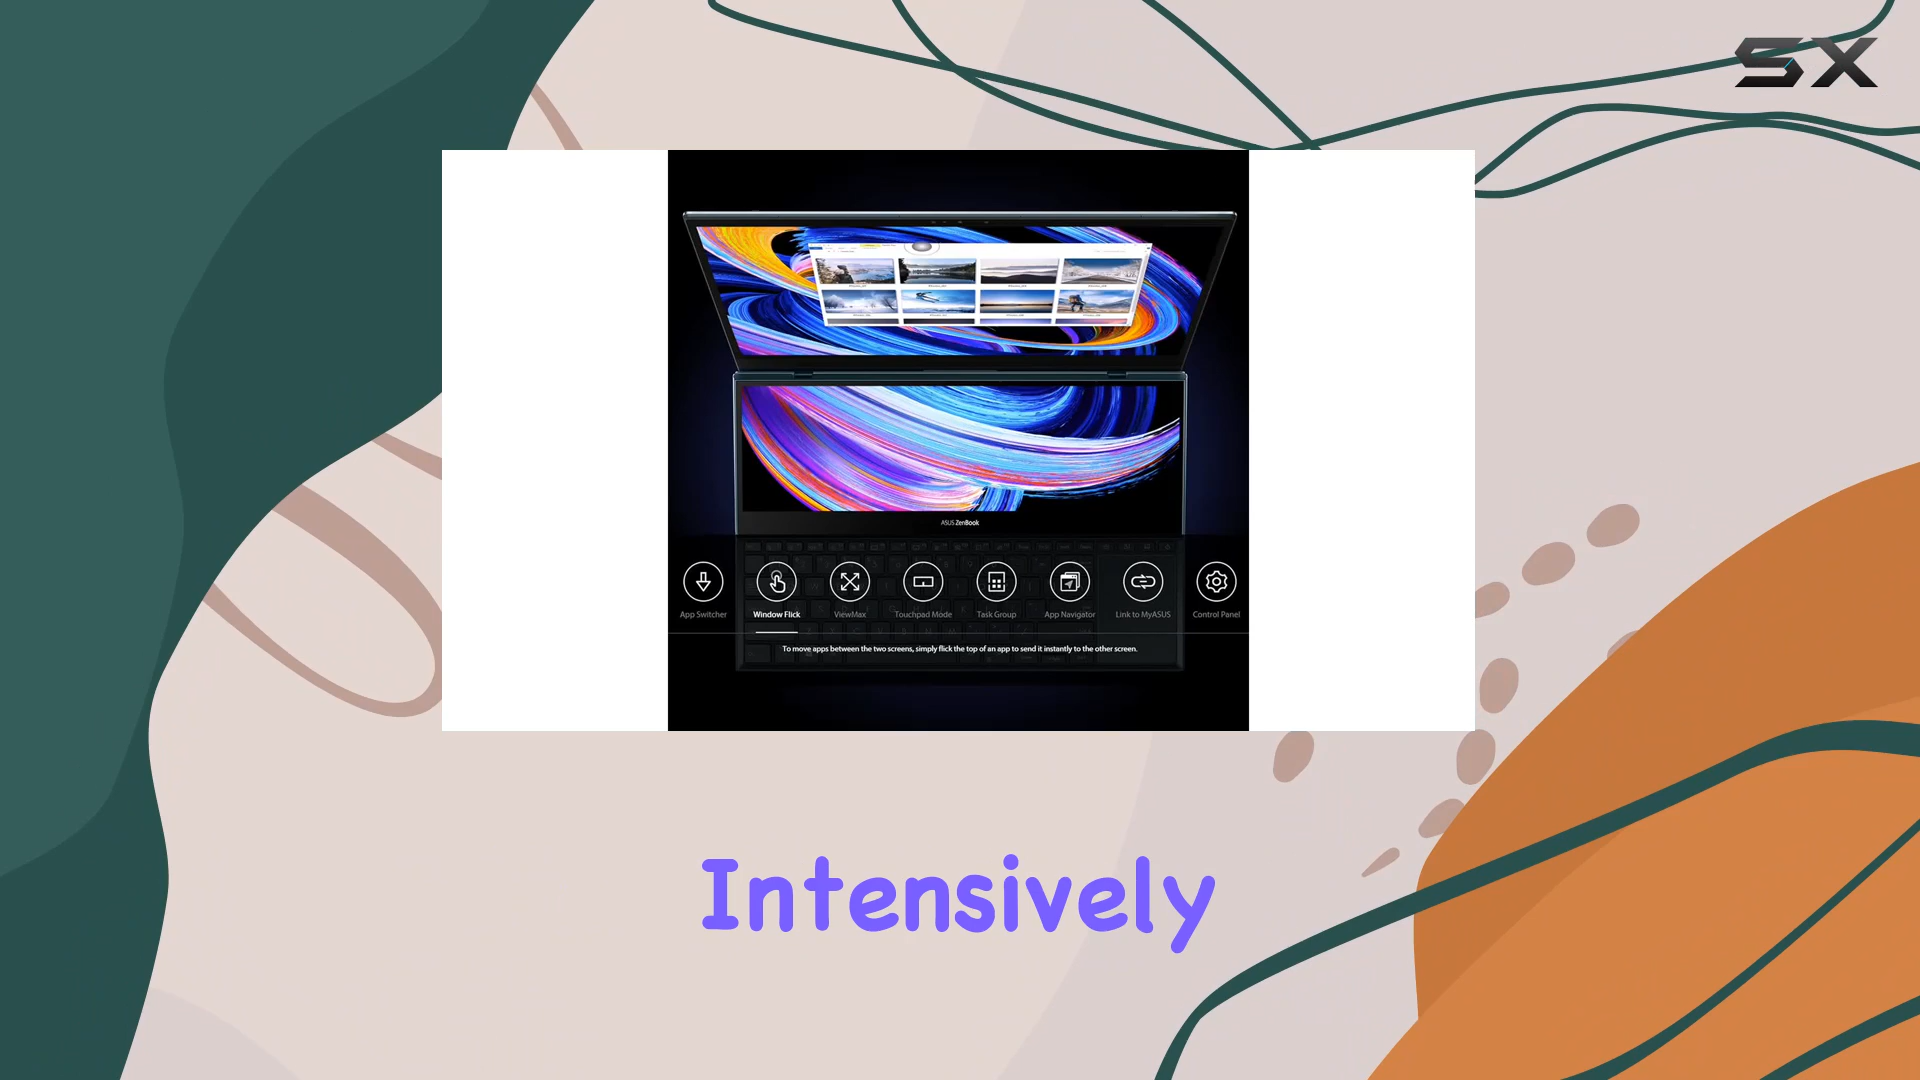 SX
ASUS ZenBook
App Switcher
Window Flick
ViewMax
Touchpad Mode
Task Group
App Navigator
Link to MyASUS
Control Panel
To move apps between the two screens, simply flick the top of an app to send it instantly to the other screen.
Intensively